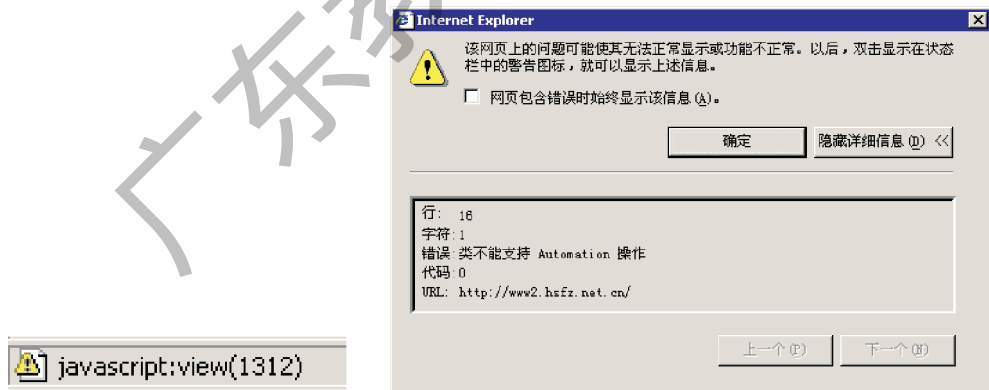 Internet Explorer
该网页上的问题可能使其无法正常显示或功能不正常。以后，双击显示在状态
栏中的警告图标，就可以显示上述信息。
网页包含错误时始终显示该信息(A)。
确定
隐藏详细信息(D) <<
行: 16
字符:1
错误:类不能支持 Automation 操作
代码:0
URL: http://www2.hsfz.net.cn/
上一个(P)
下一个(N)
javascript:view(1312)
广东